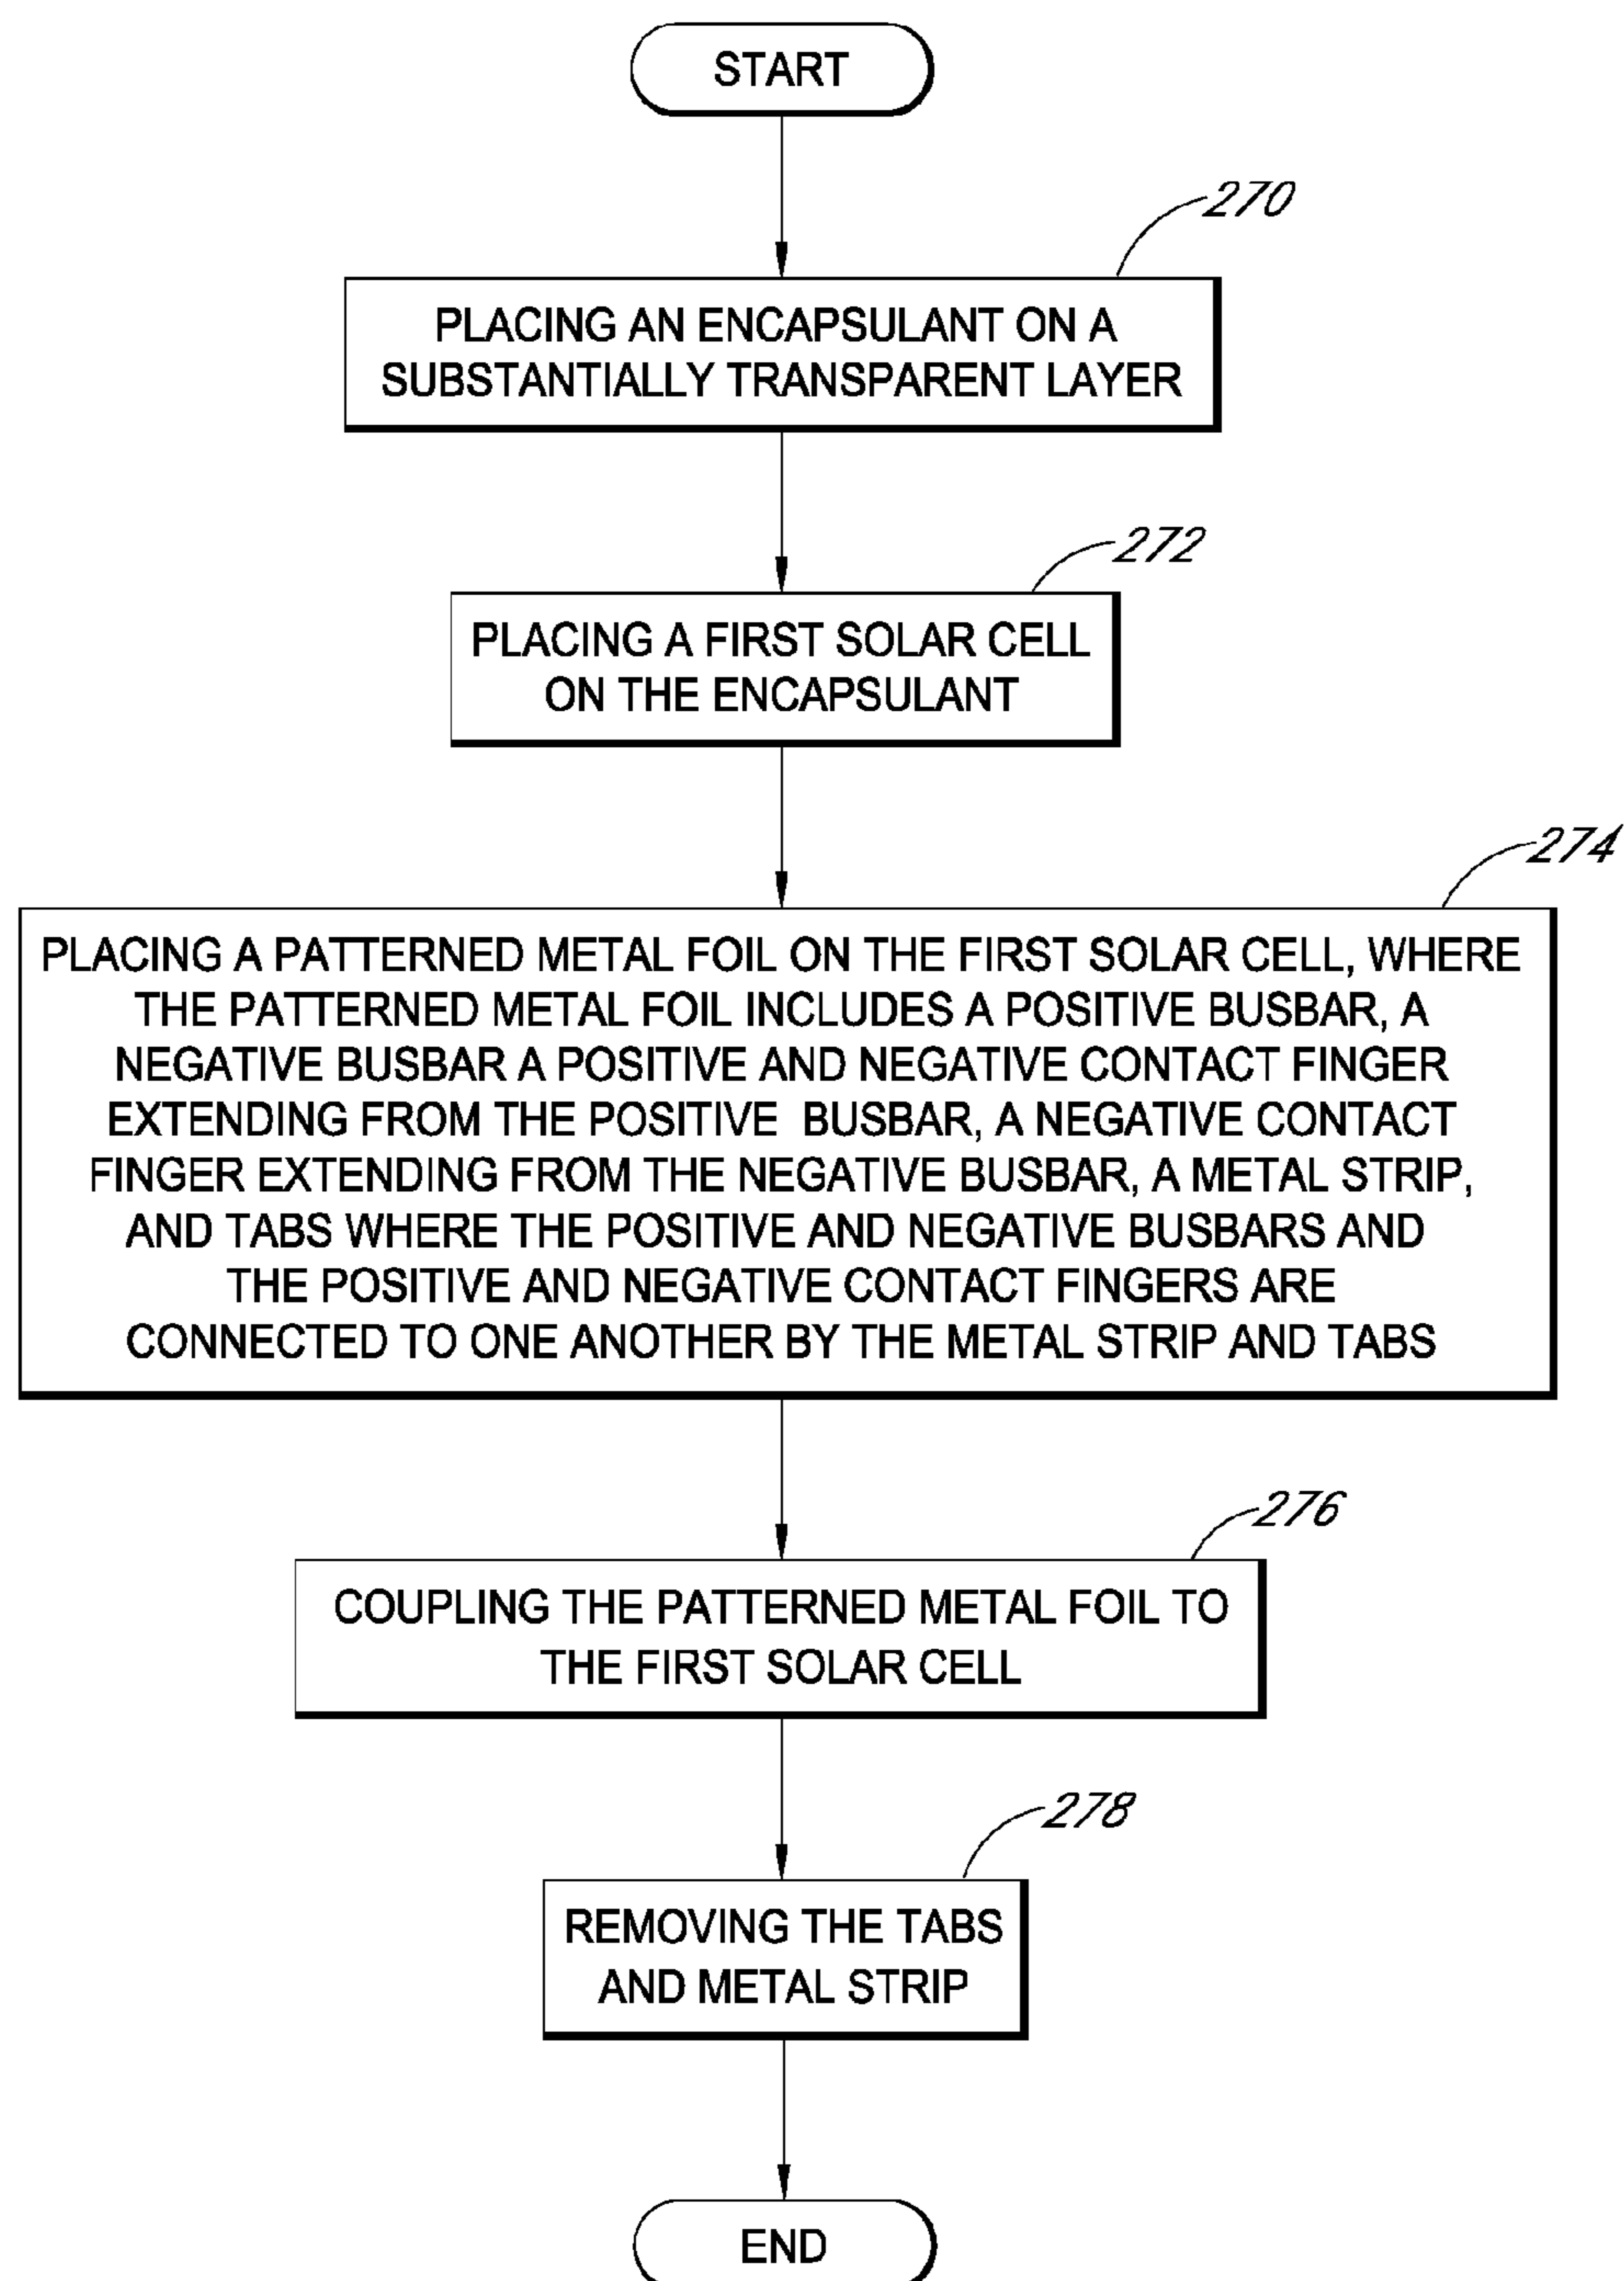 START
270
PLACING AN ENCAPSULANT ON A
SUBSTANTIALLY TRANSPARENT LAYER
272
PLACING A FIRST SOLAR CELL
ON THE ENCAPSULANT
274
PLACING A PATTERNED METAL FOIL ON THE FIRST SOLAR CELL, WHERE
THE PATTERNED METAL FOIL INCLUDES A POSITIVE BUSBAR, A
NEGATIVE BUSBAR A POSITIVE AND NEGATIVE CONTACT FINGER
EXTENDING FROM THE POSITIVE BUSBAR, A NEGATIVE CONTACT
FINGER EXTENDING FROM THE NEGATIVE BUSBAR, A METAL STRIP,
AND TABS WHERE THE POSITIVE AND NEGATIVE BUSBARS AND
THE POSITIVE AND NEGATIVE CONTACT FINGERS ARE
CONNECTED TO ONE ANOTHER BY THE METAL STRIP AND TABS
276
COUPLING THE PATTERNED METAL FOIL TO
THE FIRST SOLAR CELL
278
REMOVING THE TABS
AND METAL STRIP
END